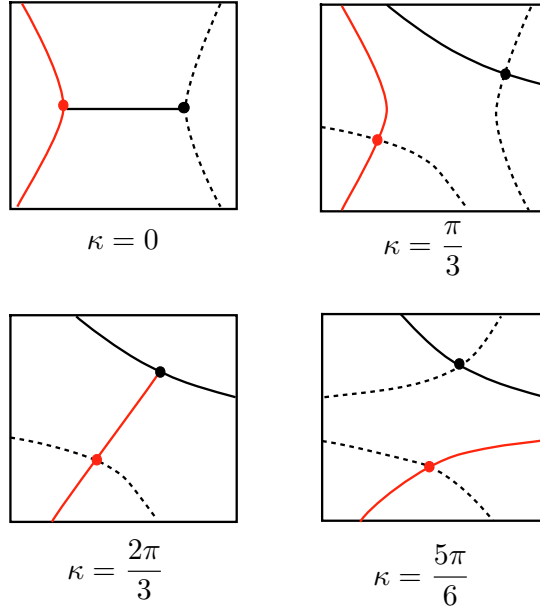 κ = 0
κ = π/3
κ = 2π/3
κ = 5π/6